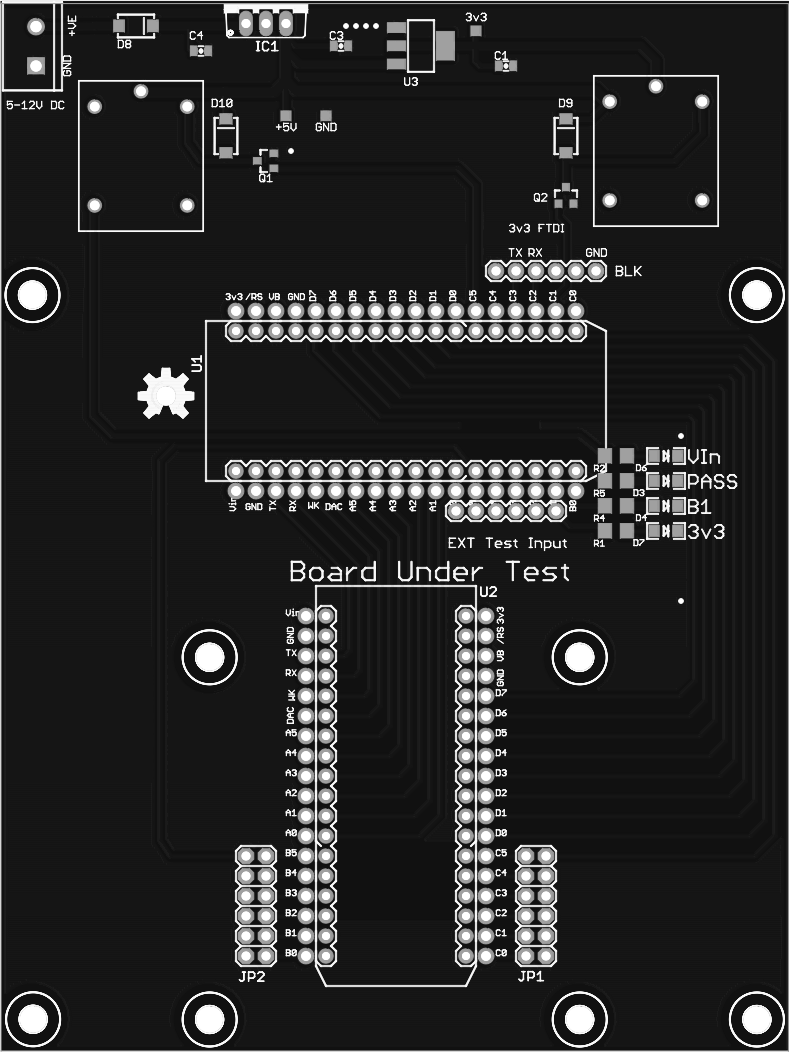 +VE
GND
5-12V DC
D8
C4
IC1
C3
U3
3v3
C1
D10
+5V GND
Q1
D9
Q2
3v3 FTDI
TX RX GND
BLK
3v3 /RS VB GND D7 D6 D5 D4 D3 D2 D1 D0 C5 C4 C3 C2 C1 C0
U1
Vin GND TX RX WK DAC A5 A4 A3 A2 A1 B0
R2 D6 VIn
R5 D3 PASS
R4 D4 B1
R1 D7 3v3
EXT Test Input
Board Under Test
U2
Vin 3v3
GND /RS
TX VB
RX GND
WK D7
DAC D6
A5 D5
A4 D4
A3 D3
A2 D2
A1 D1
A0 D0
B5 C5
B4 C4
B3 C3
B2 C2
B1 C1
B0 C0
JP2 JP1